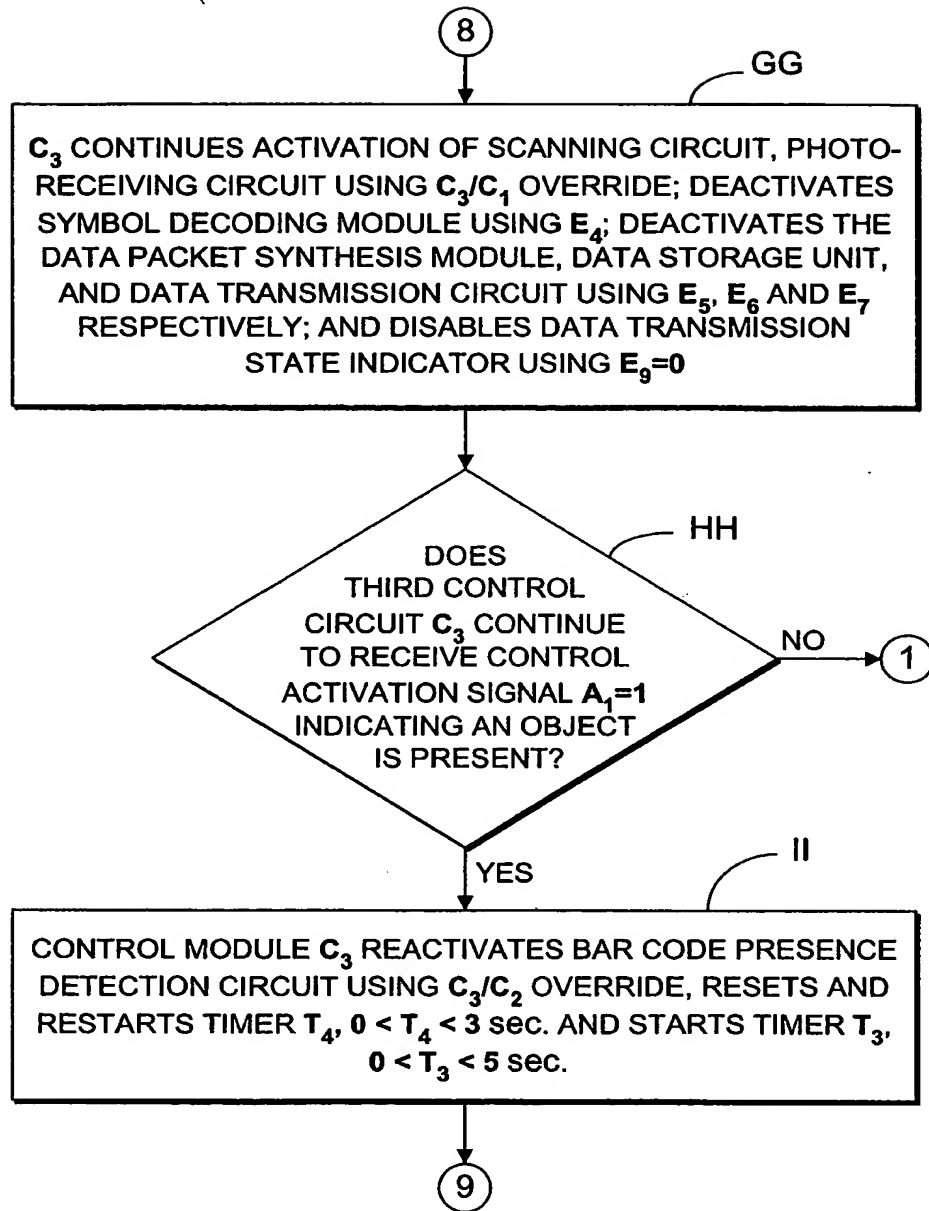 8
GG
C3 CONTINUES ACTIVATION OF SCANNING CIRCUIT, PHOTO-
RECEIVING CIRCUIT USING C3/C1 OVERRIDE; DEACTIVATES
SYMBOL DECODING MODULE USING E4; DEACTIVATES THE
DATA PACKET SYNTHESIS MODULE, DATA STORAGE UNIT,
AND DATA TRANSMISSION CIRCUIT USING E5, E6 AND E7
RESPECTIVELY; AND DISABLES DATA TRANSMISSION
STATE INDICATOR USING E9=0
HH
DOES
THIRD CONTROL
CIRCUIT C3 CONTINUE
TO RECEIVE CONTROL
ACTIVATION SIGNAL A1=1
INDICATING AN OBJECT
IS PRESENT?
NO
1
YES
II
CONTROL MODULE C3 REACTIVATES BAR CODE PRESENCE
DETECTION CIRCUIT USING C3/C2 OVERRIDE, RESETS AND
RESTARTS TIMER T4, 0 < T4 < 3 sec. AND STARTS TIMER T3,
0 < T3 < 5 sec.
9